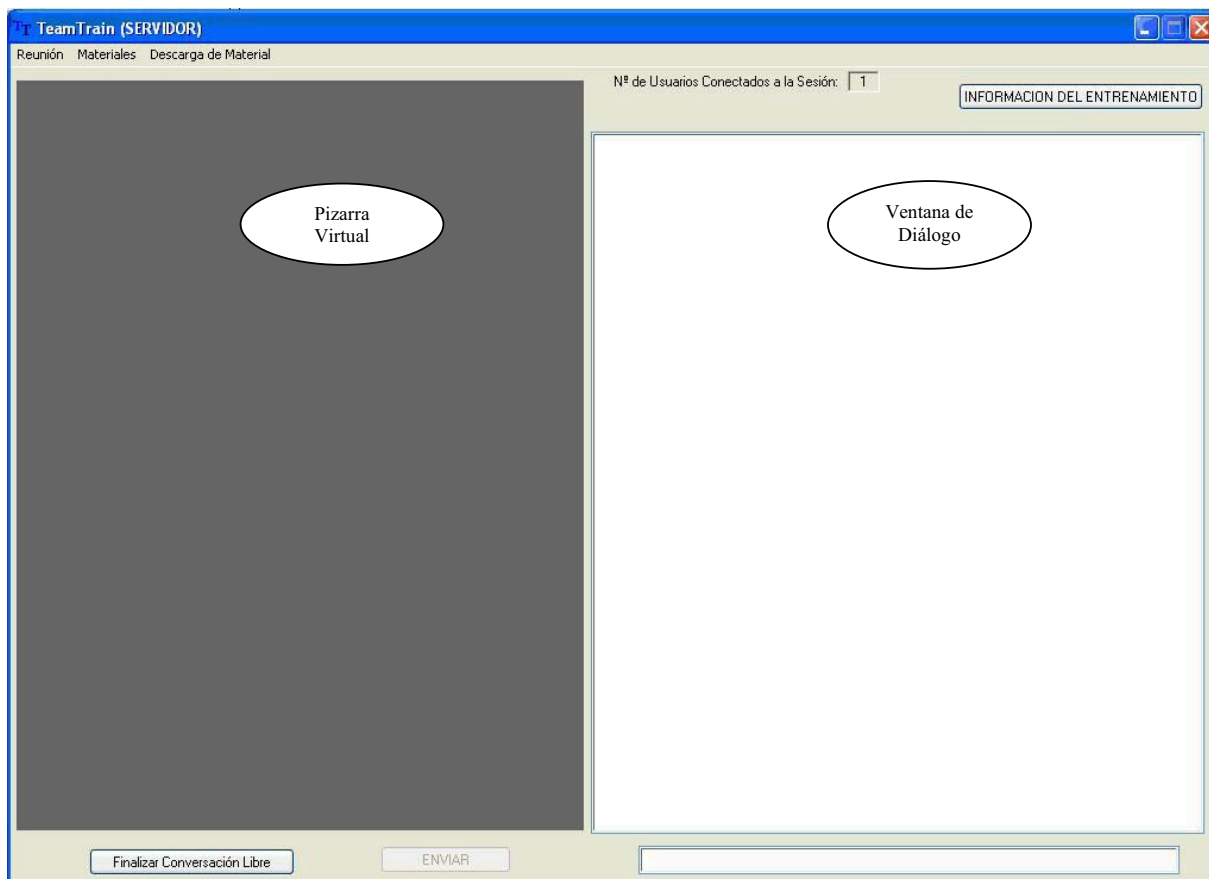 TT TeamTrain (SERVIDOR)
Reunión Materiales Descarga de Material
Nº de Usuarios Conectados a la Sesión: 1
INFORMACION DEL ENTRENAMIENTO
Pizarra
Virtual
Ventana de
Diálogo
Finalizar Conversación Libre
ENVIAR